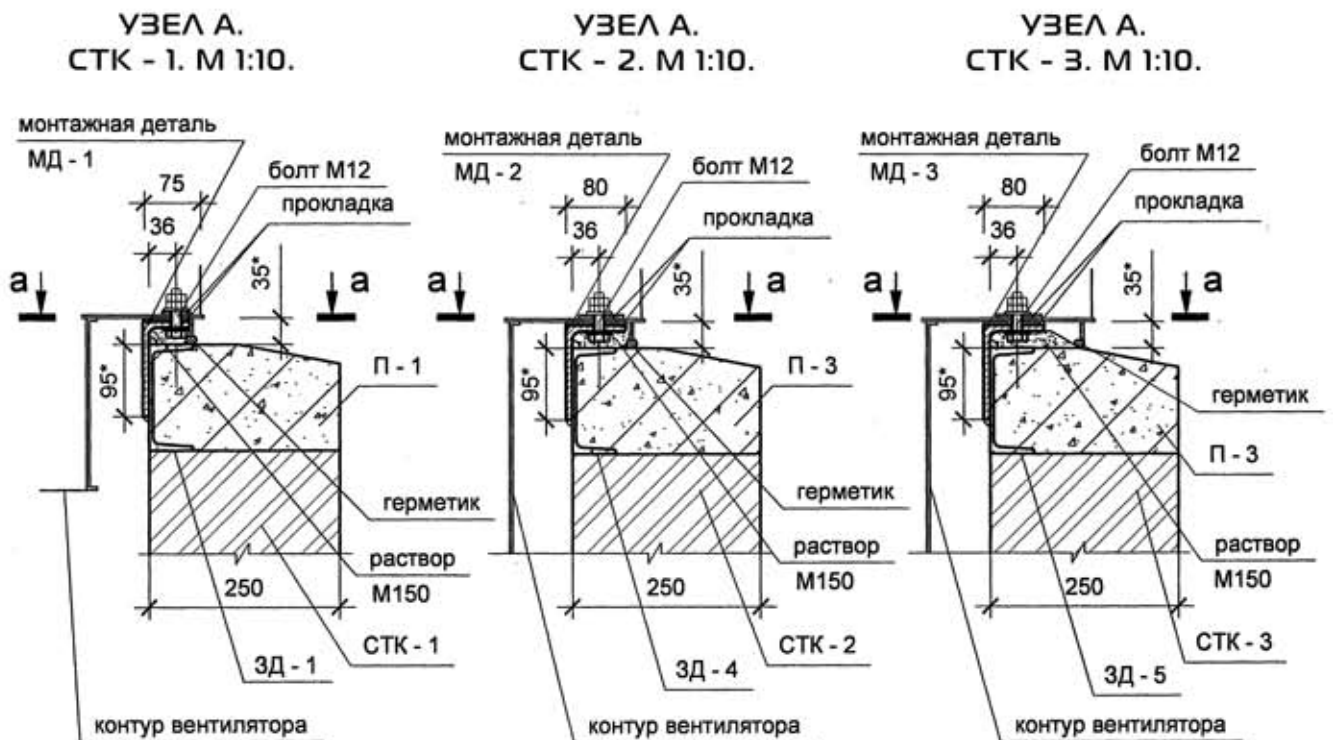 УЗЕЛ А.
СТК - 1. М 1:10.
монтажная деталь
МД - 1
75
болт М12
прокладка
36
35*
а
а
95*
П - 1
герметик
раствор
М150
250
СТК - 1
ЗД - 1
контур вентилятора
УЗЕЛ А.
СТК - 2. М 1:10.
монтажная деталь
МД - 2
80
болт М12
прокладка
36
35*
а
а
95*
П - 3
герметик
раствор
М150
250
СТК - 2
ЗД - 4
контур вентилятора
УЗЕЛ А.
СТК - 3. М 1:10.
монтажная деталь
МД - 3
80
болт М12
прокладка
36
35*
а
95*
герметик
П - 3
раствор
М150
250
СТК - 3
ЗД - 5
контур вентилятора